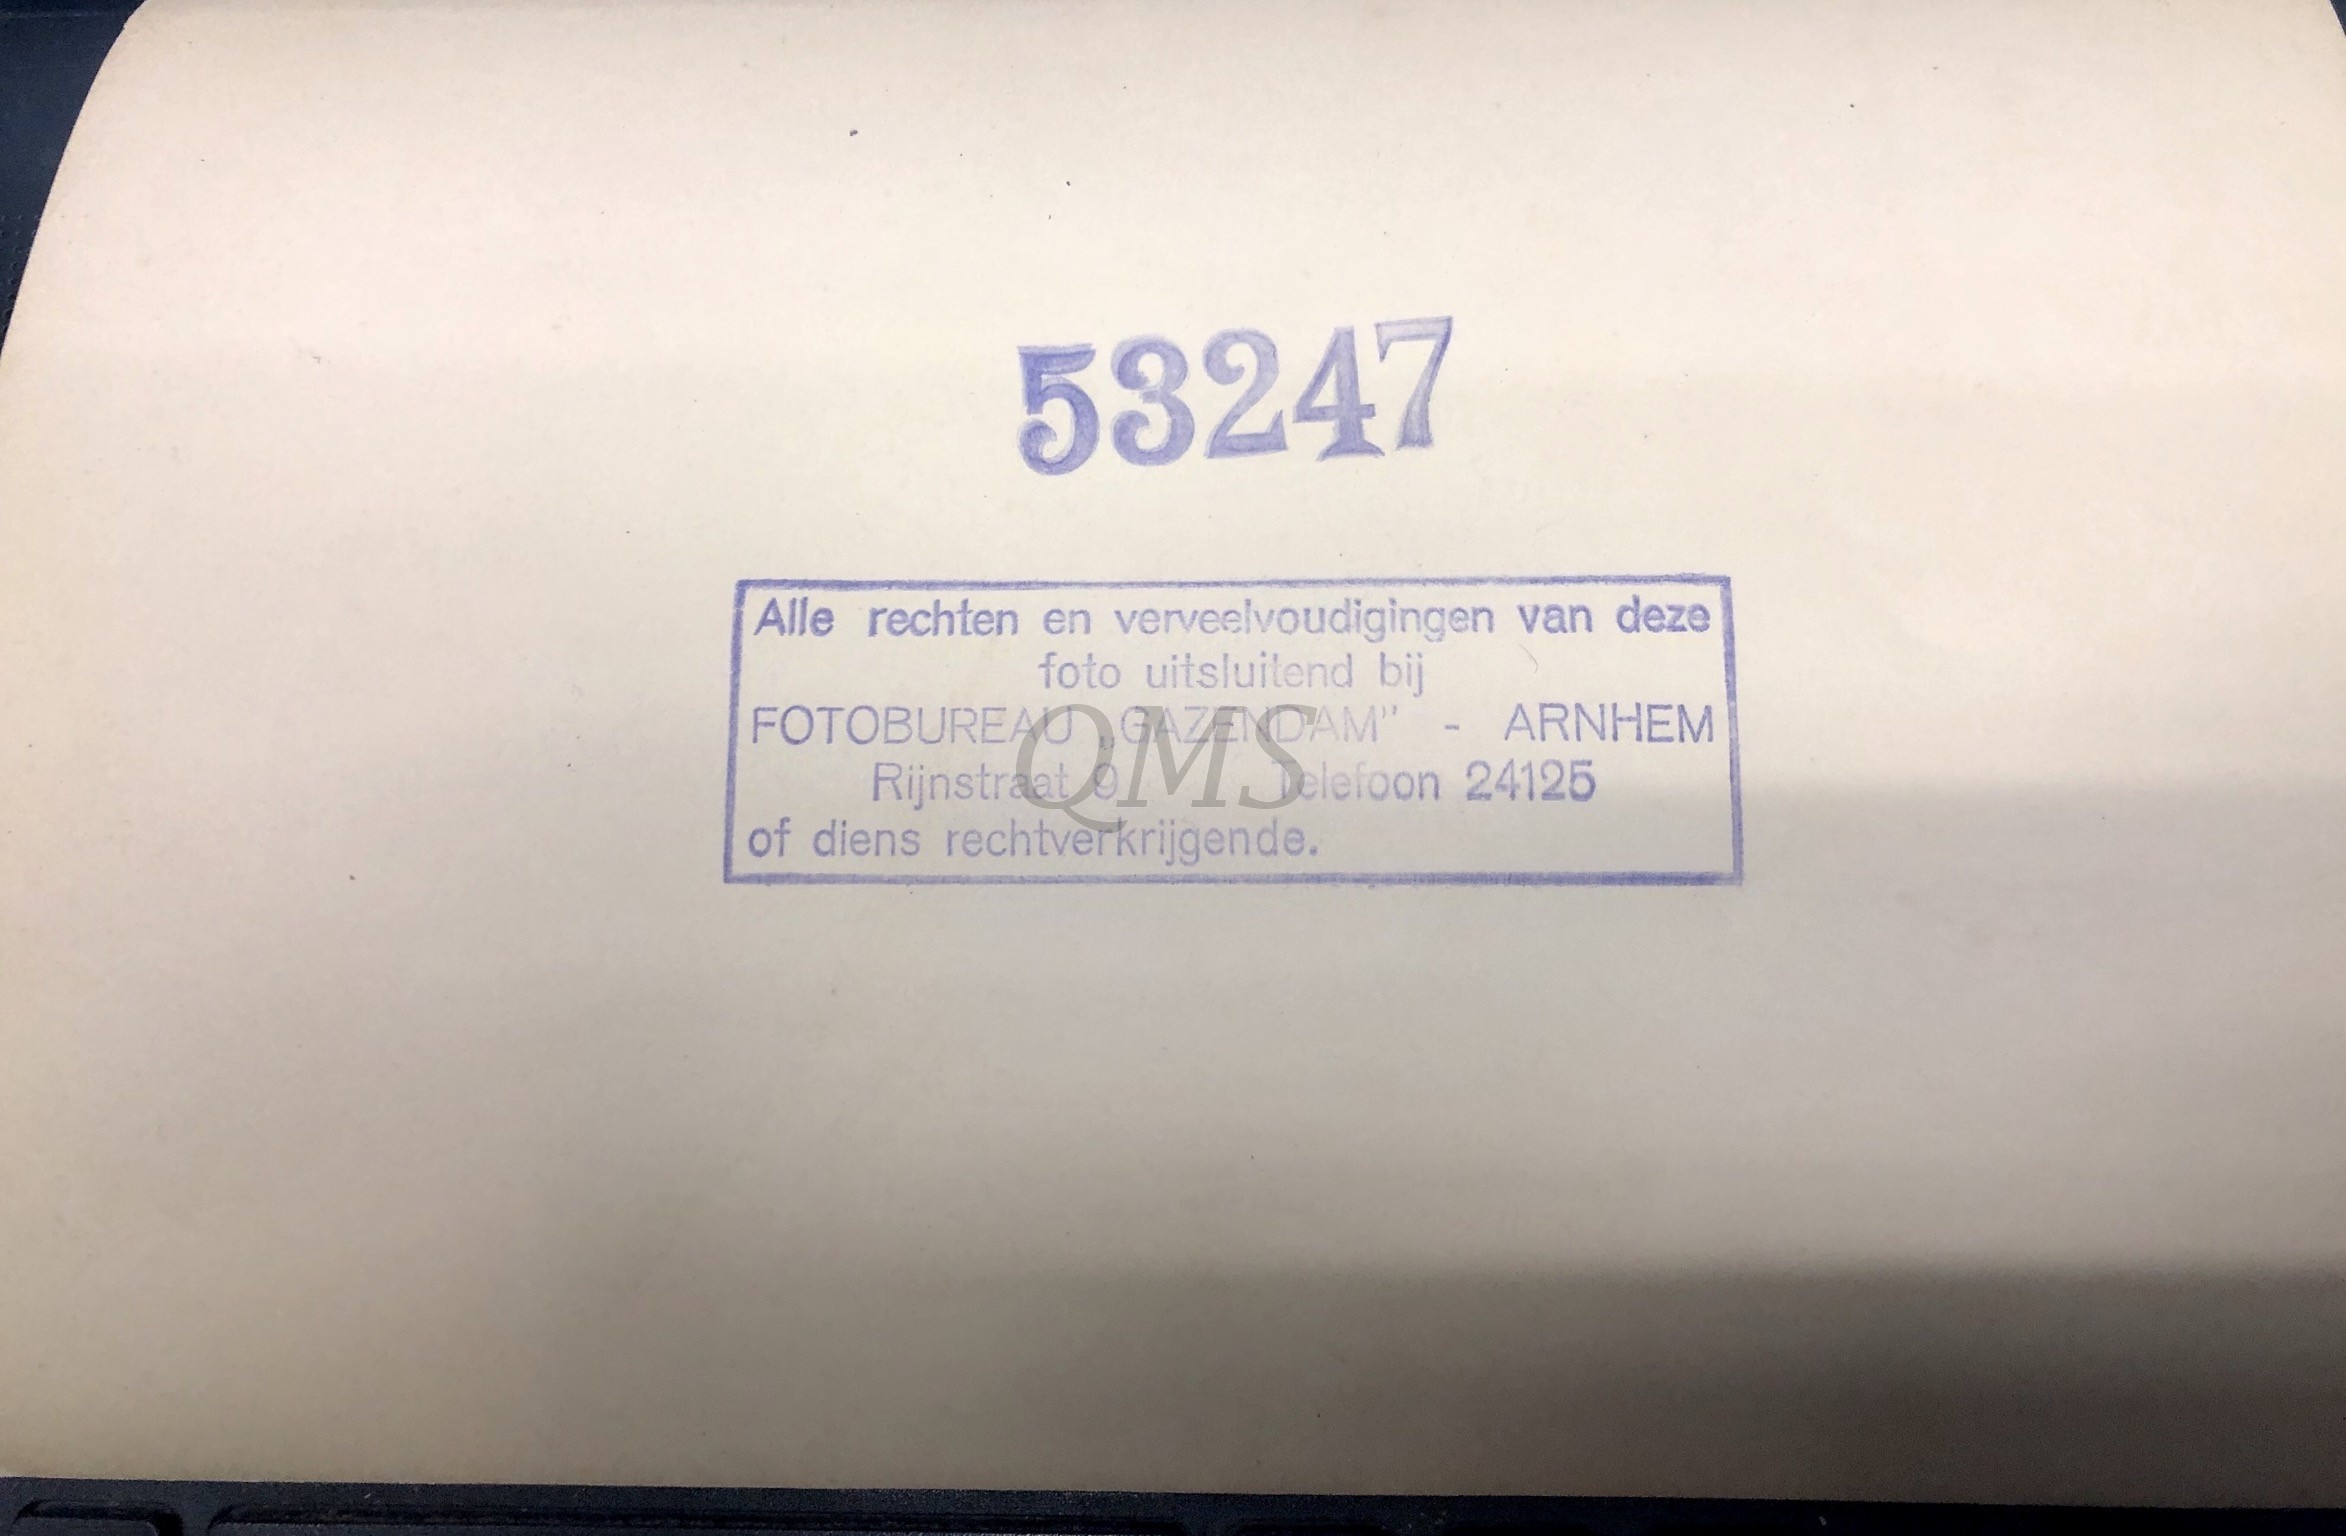 53247
Alle rechten en verveelvoudigingen van deze
foto uitsluitend bij
FOTOBUREAU „GAZENDAM” - ARNHEM
Rijnstraat 9 Telefoon 24125
of diens rechtverkrijgende.
QMS